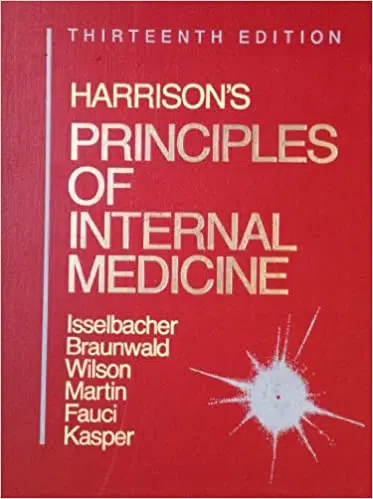 THIRTEENTH EDITION
HARRISON'S
PRINCIPLES
OF
INTERNAL
MEDICINE
Isselbacher
Braunwald
Wilson
Martin
Fauci
Kasper